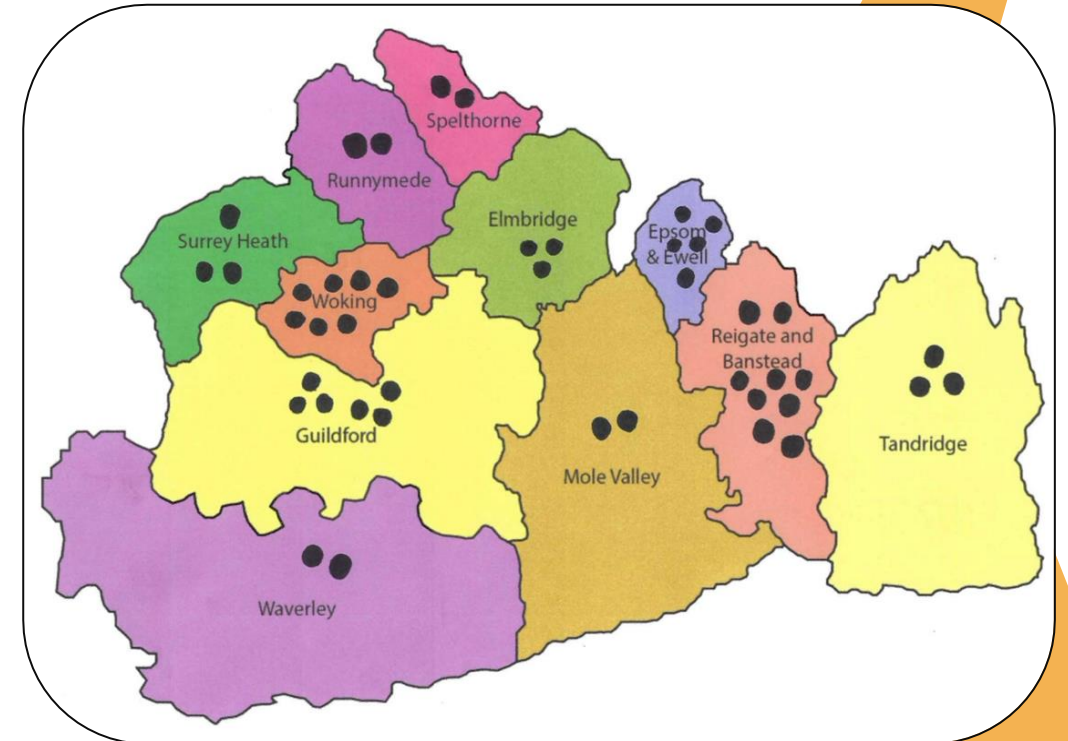 Spelthorne
Runnymede
Elmbridge
Surrey Heath
Epsom
& Ewell
Woking
Reigate and
Banstead
Guildford
Tandridge
Mole Valley
Waverley